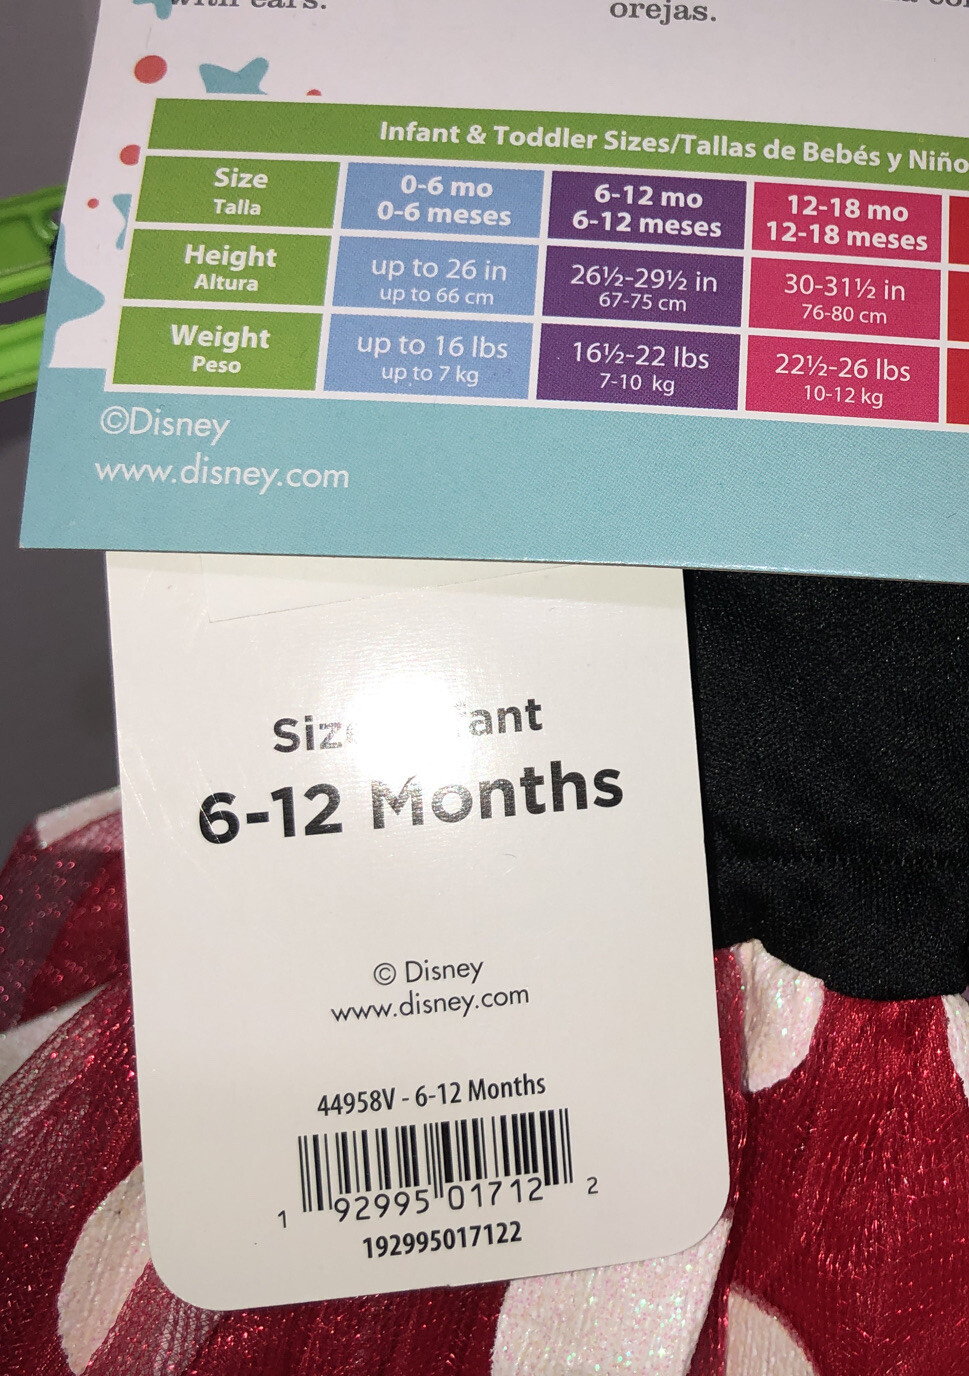 with ears.
orejas.
Infant & Toddler Sizes/Tallas de Bebés y Niño
Size
Talla
0-6 mo
0-6 meses
6-12 mo
6-12 meses
12-18 mo
12-18 meses
Height
Altura
up to 26 in
up to 66 cm
26½-29½ in
67-75 cm
30-31½ in
76-80 cm
Weight
Peso
up to 16 lbs
up to 7 kg
16½-22 lbs
7-10 kg
22½-26 lbs
10-12 kg
©Disney
www.disney.com
6-12 Months
© Disney
www.disney.com
44958V - 6-12 Months
1 92995 01712 2
192995017122